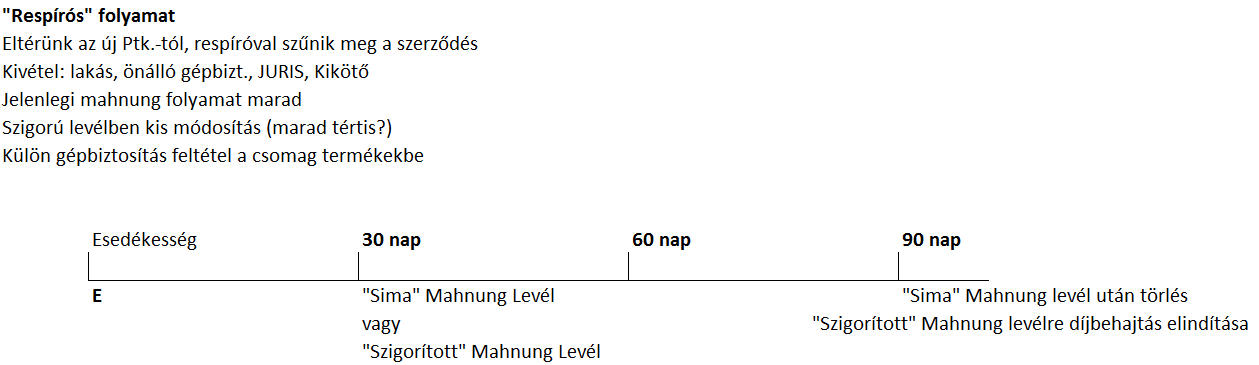 "Respírós" folyamat
Eltérünk az új Ptk.-tól, respíróval szűnik meg a szerződés
Kivétel: lakás, önálló gépbizt., JURIS, Kikötő
Jelenlegi mahnung folyamat marad
Szigorú levélben kis módosítás (marad tértis?)
Külön gépbiztosítás feltétel a csomag termékekbe
Esedékesség 30 nap 60 nap 90 nap
E "Sima" Mahnung Levél "Sima" Mahnung levél után törlés
vagy "Szigorított" Mahnung levélre díjbehajtás elindítása
"Szigorított" Mahnung Levél